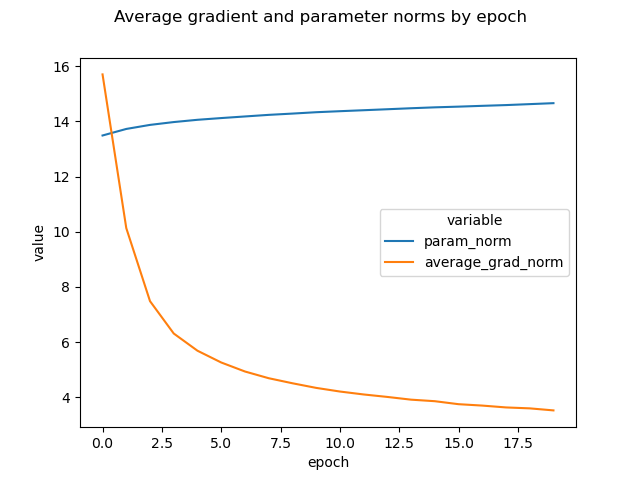 Average gradient and parameter norms by epoch
16
14
12
10
8
6
4
value
variable
param_norm
average_grad_norm
0.0 2.5 5.0 7.5 10.0 12.5 15.0 17.5
epoch